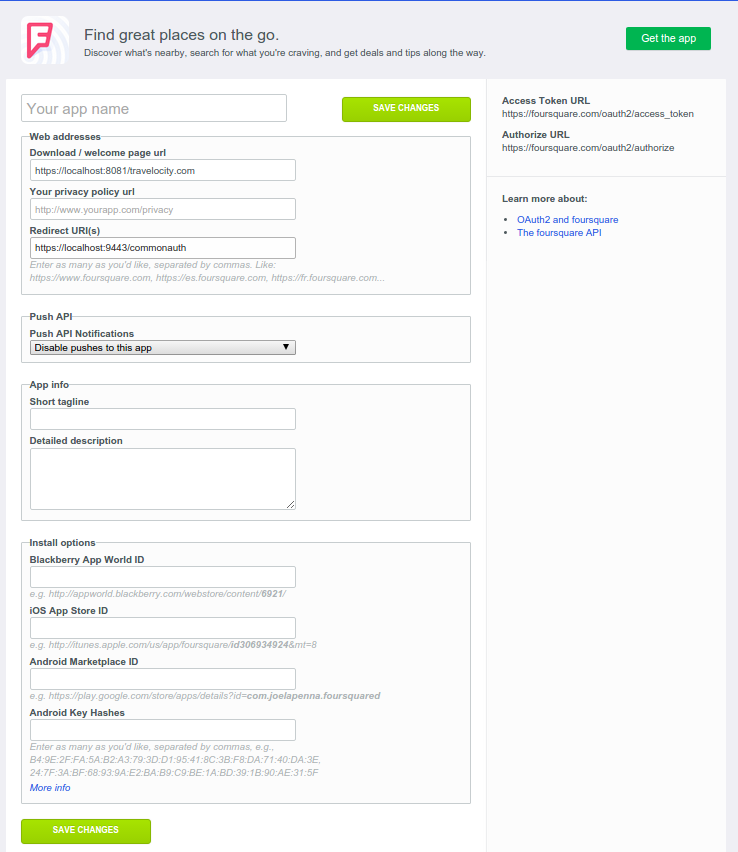 Find great places on the go.
Discover what's nearby, search for what you're craving, and get deals and tips along the way.
Get the app
Your app name
SAVE CHANGES
Web addresses
Download / welcome page url
https://localhost:8081/travelocity.com
Your privacy policy url
http://www.yourapp.com/privacy
Redirect URI(s)
https://localhost:9443/commonauth
Enter as many as you'd like, separated by commas. Like:
https://www.foursquare.com, https://es.foursquare.com, https://fr.foursquare.com...
Push API
Push API Notifications
Disable pushes to this app
App info
Short tagline
Detailed description
Install options
Blackberry App World ID
e.g. http://appworld.blackberry.com/webstore/content/6921/
iOS App Store ID
e.g. http://itunes.apple.com/us/app/foursquare/id306934924&mt=8
Android Marketplace ID
e.g. https://play.google.com/store/apps/details?id=com.joelapenna.foursquared
Android Key Hashes
Enter as many as you'd like, separated by commas, e.g.,
B4:9E:2F:FA:5A:B2:A3:79:3D:D1:95:41:8C:3B:F8:DA:71:40:DA:3E,
24:7F:3A:BF:68:93:9A:E2:BA:B9:C9:BE:1A:BD:39:1B:90:AE:31:5F
More info
SAVE CHANGES
Access Token URL
https://foursquare.com/oauth2/access_token
Authorize URL
https://foursquare.com/oauth2/authorize
Learn more about:
OAuth2 and foursquare
The foursquare API